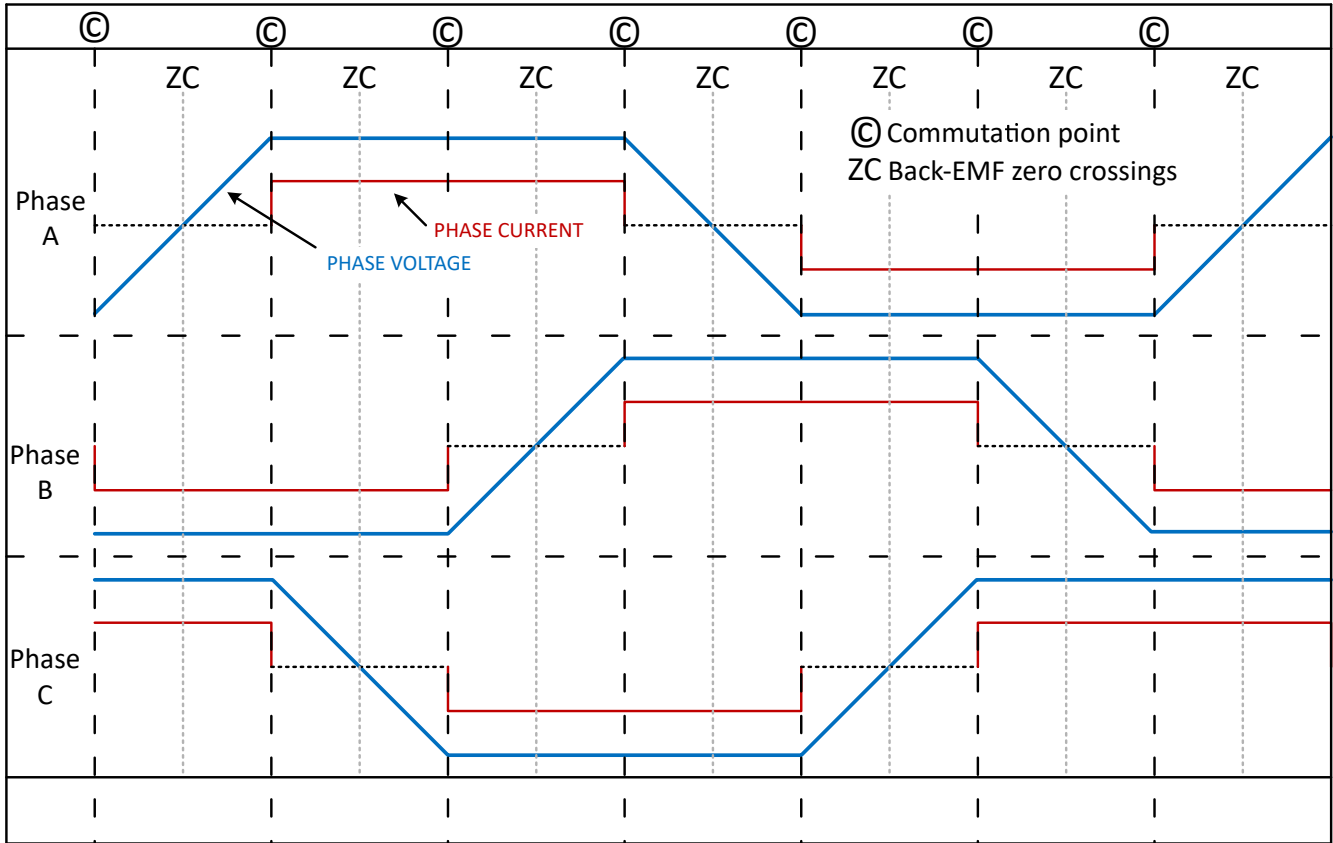 © © © © © © ©
ZC ZC ZC ZC ZC ZC ZC
© Commutation point
ZC Back-EMF zero crossings
Phase
A
PHASE CURRENT
PHASE VOLTAGE
Phase
B
Phase
C